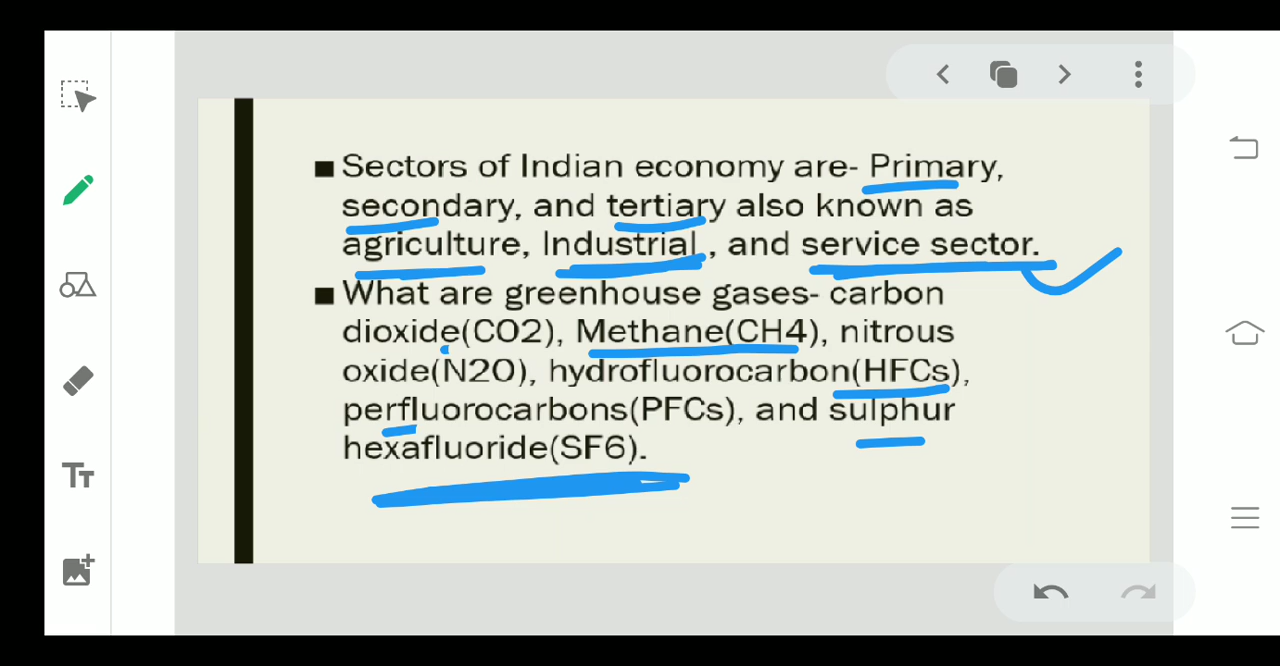 Sectors of Indian economy are- Primary,
secondary, and tertiary also known as
agriculture, Industrial , and service sector.
What are greenhouse gases- carbon
dioxide(CO2), Methane(CH4), nitrous
oxide(N2O), hydrofluorocarbon(HFCs),
perfluorocarbons(PFCs), and sulphur
hexafluoride(SF6).
TT